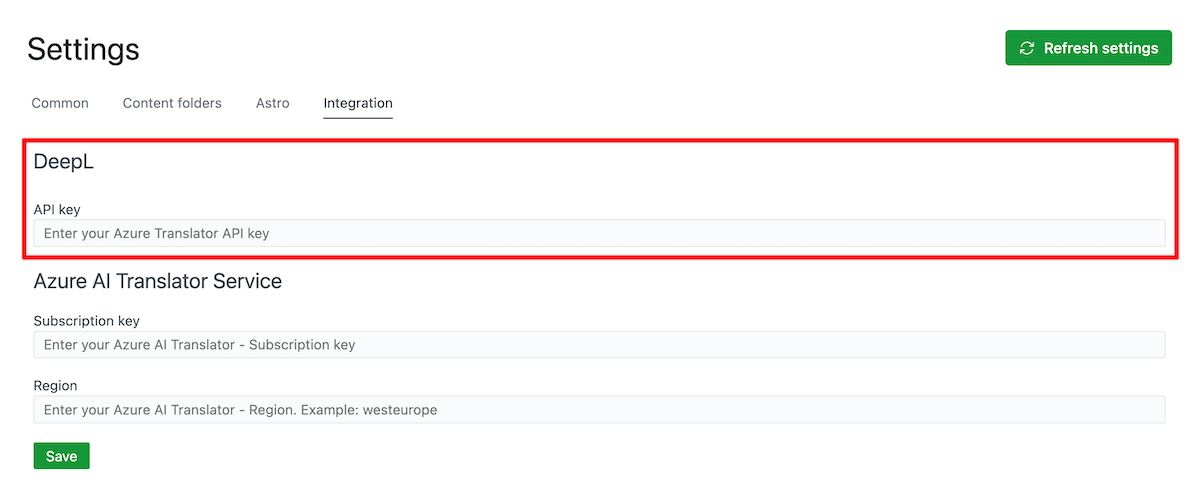 Settings
Refresh settings
Common Content folders Astro Integration
DeepL
API key
Enter your Azure Translator API key
Azure AI Translator Service
Subscription key
Enter your Azure AI Translator - Subscription key
Region
Enter your Azure AI Translator - Region. Example: westeurope
Save